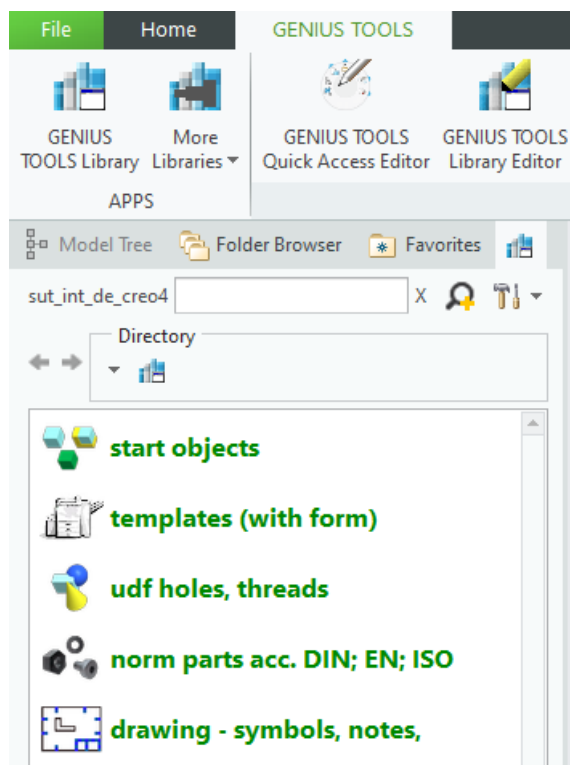 File Home GENIUS TOOLS
GENIUS More GENIUS TOOLS GENIUS TOOLS
TOOLS Library Libraries Quick Access Editor Library Editor
APPS
Model Tree Folder Browser Favorites
sut_int_de_creo4 X
Directory
start objects
templates (with form)
udf holes, threads
norm parts acc. DIN; EN; ISO
drawing - symbols, notes,